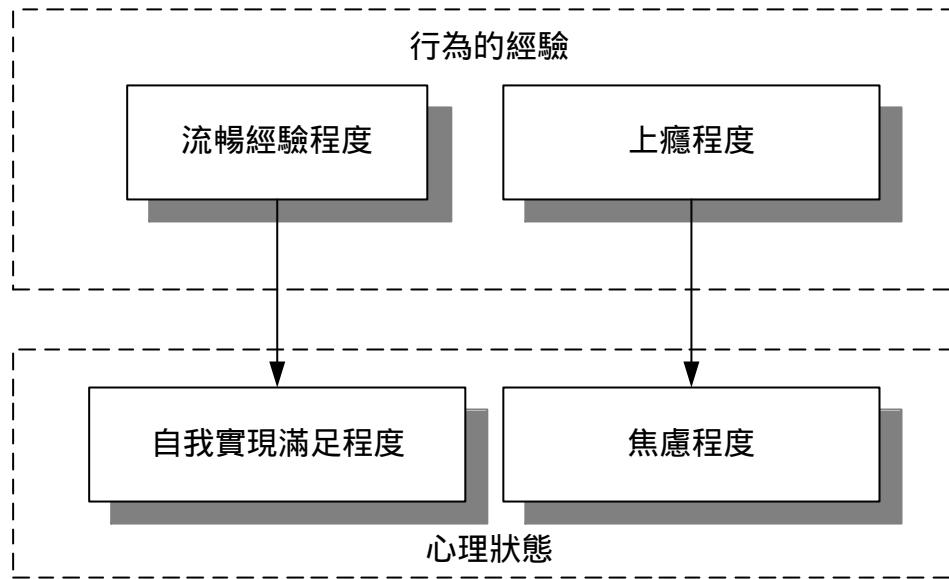 行為的經驗
流暢經驗程度
上癮程度
自我實現滿足程度
焦慮程度
心理狀態